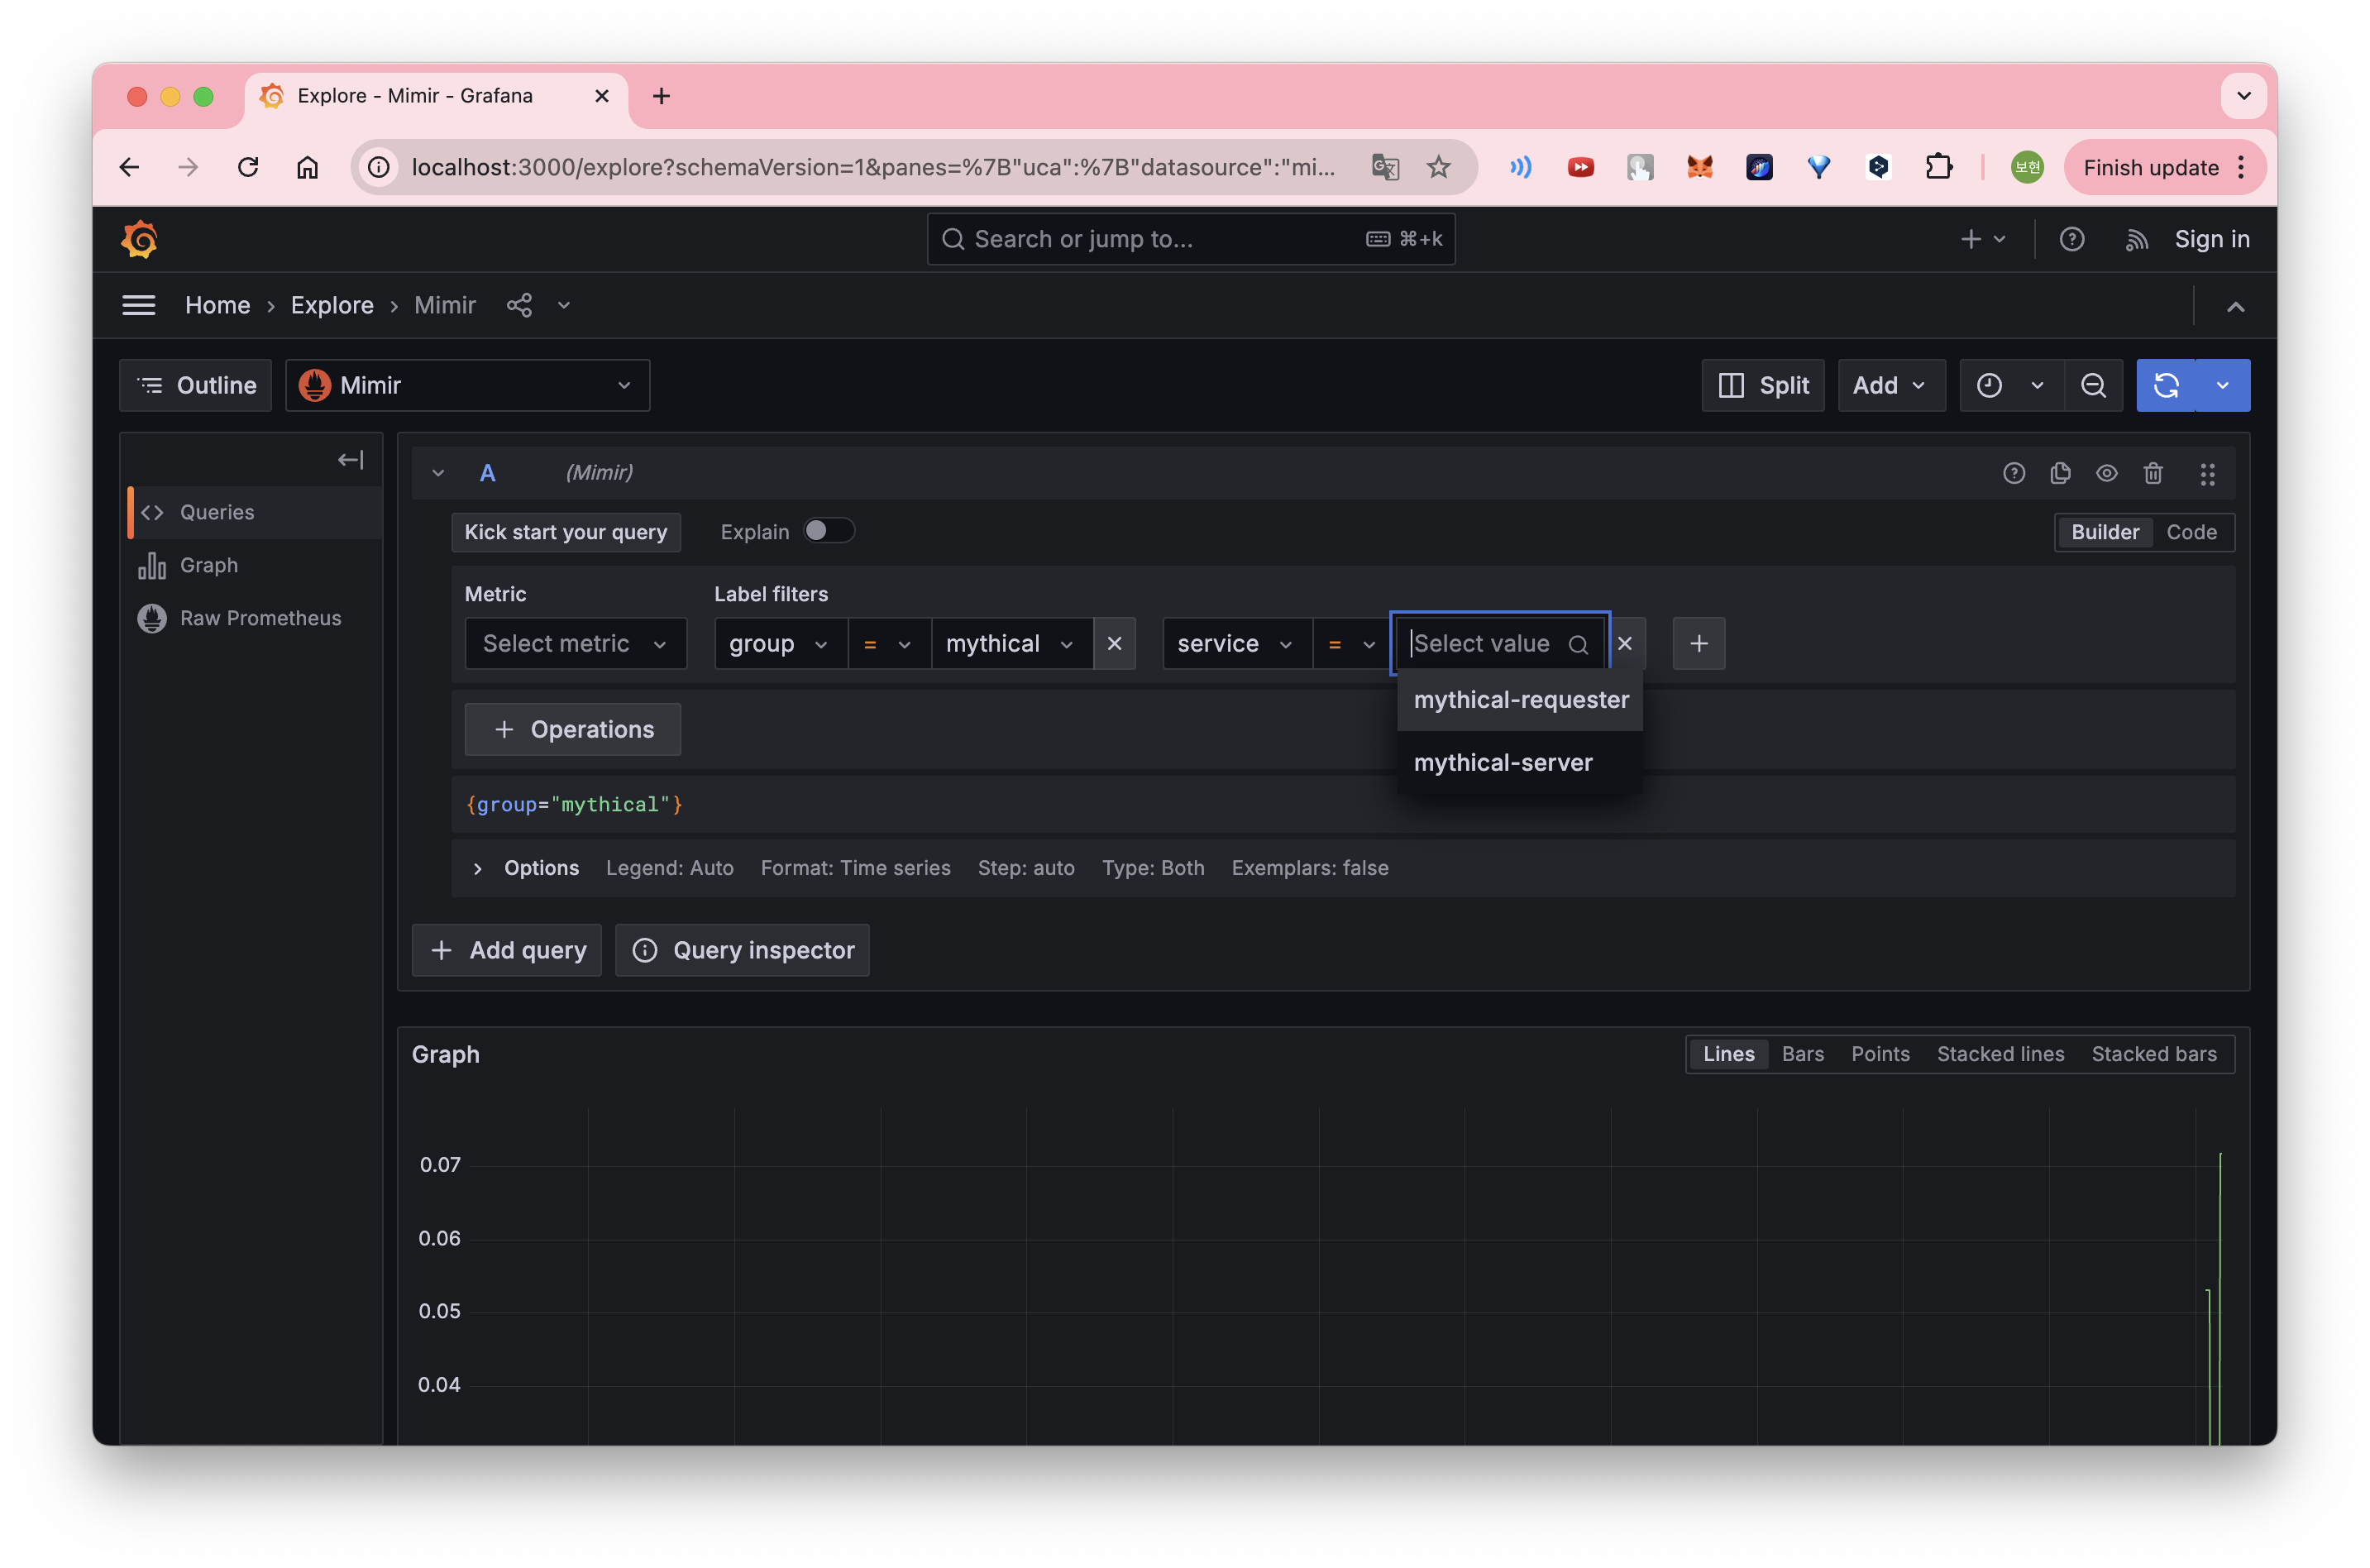 Explore - Mimir - Grafana
localhost:3000/explore?schemaVersion=1&panes=%7B"uca":%7B"datasource":"mi...
보현
Finish update
Search or jump to...
⌘+k
Sign in
Home › Explore › Mimir
Outline
Mimir
Split
Add
Queries
Graph
Raw Prometheus
A
(Mimir)
Kick start your query
Explain
Builder
Code
Metric
Label filters
Select metric
group
=
mythical
service
=
Select value
mythical-requester
mythical-server
+ Operations
{group="mythical"}
Options
Legend: Auto
Format: Time series
Step: auto
Type: Both
Exemplars: false
+ Add query
Query inspector
Graph
Lines
Bars
Points
Stacked lines
Stacked bars
0.07
0.06
0.05
0.04